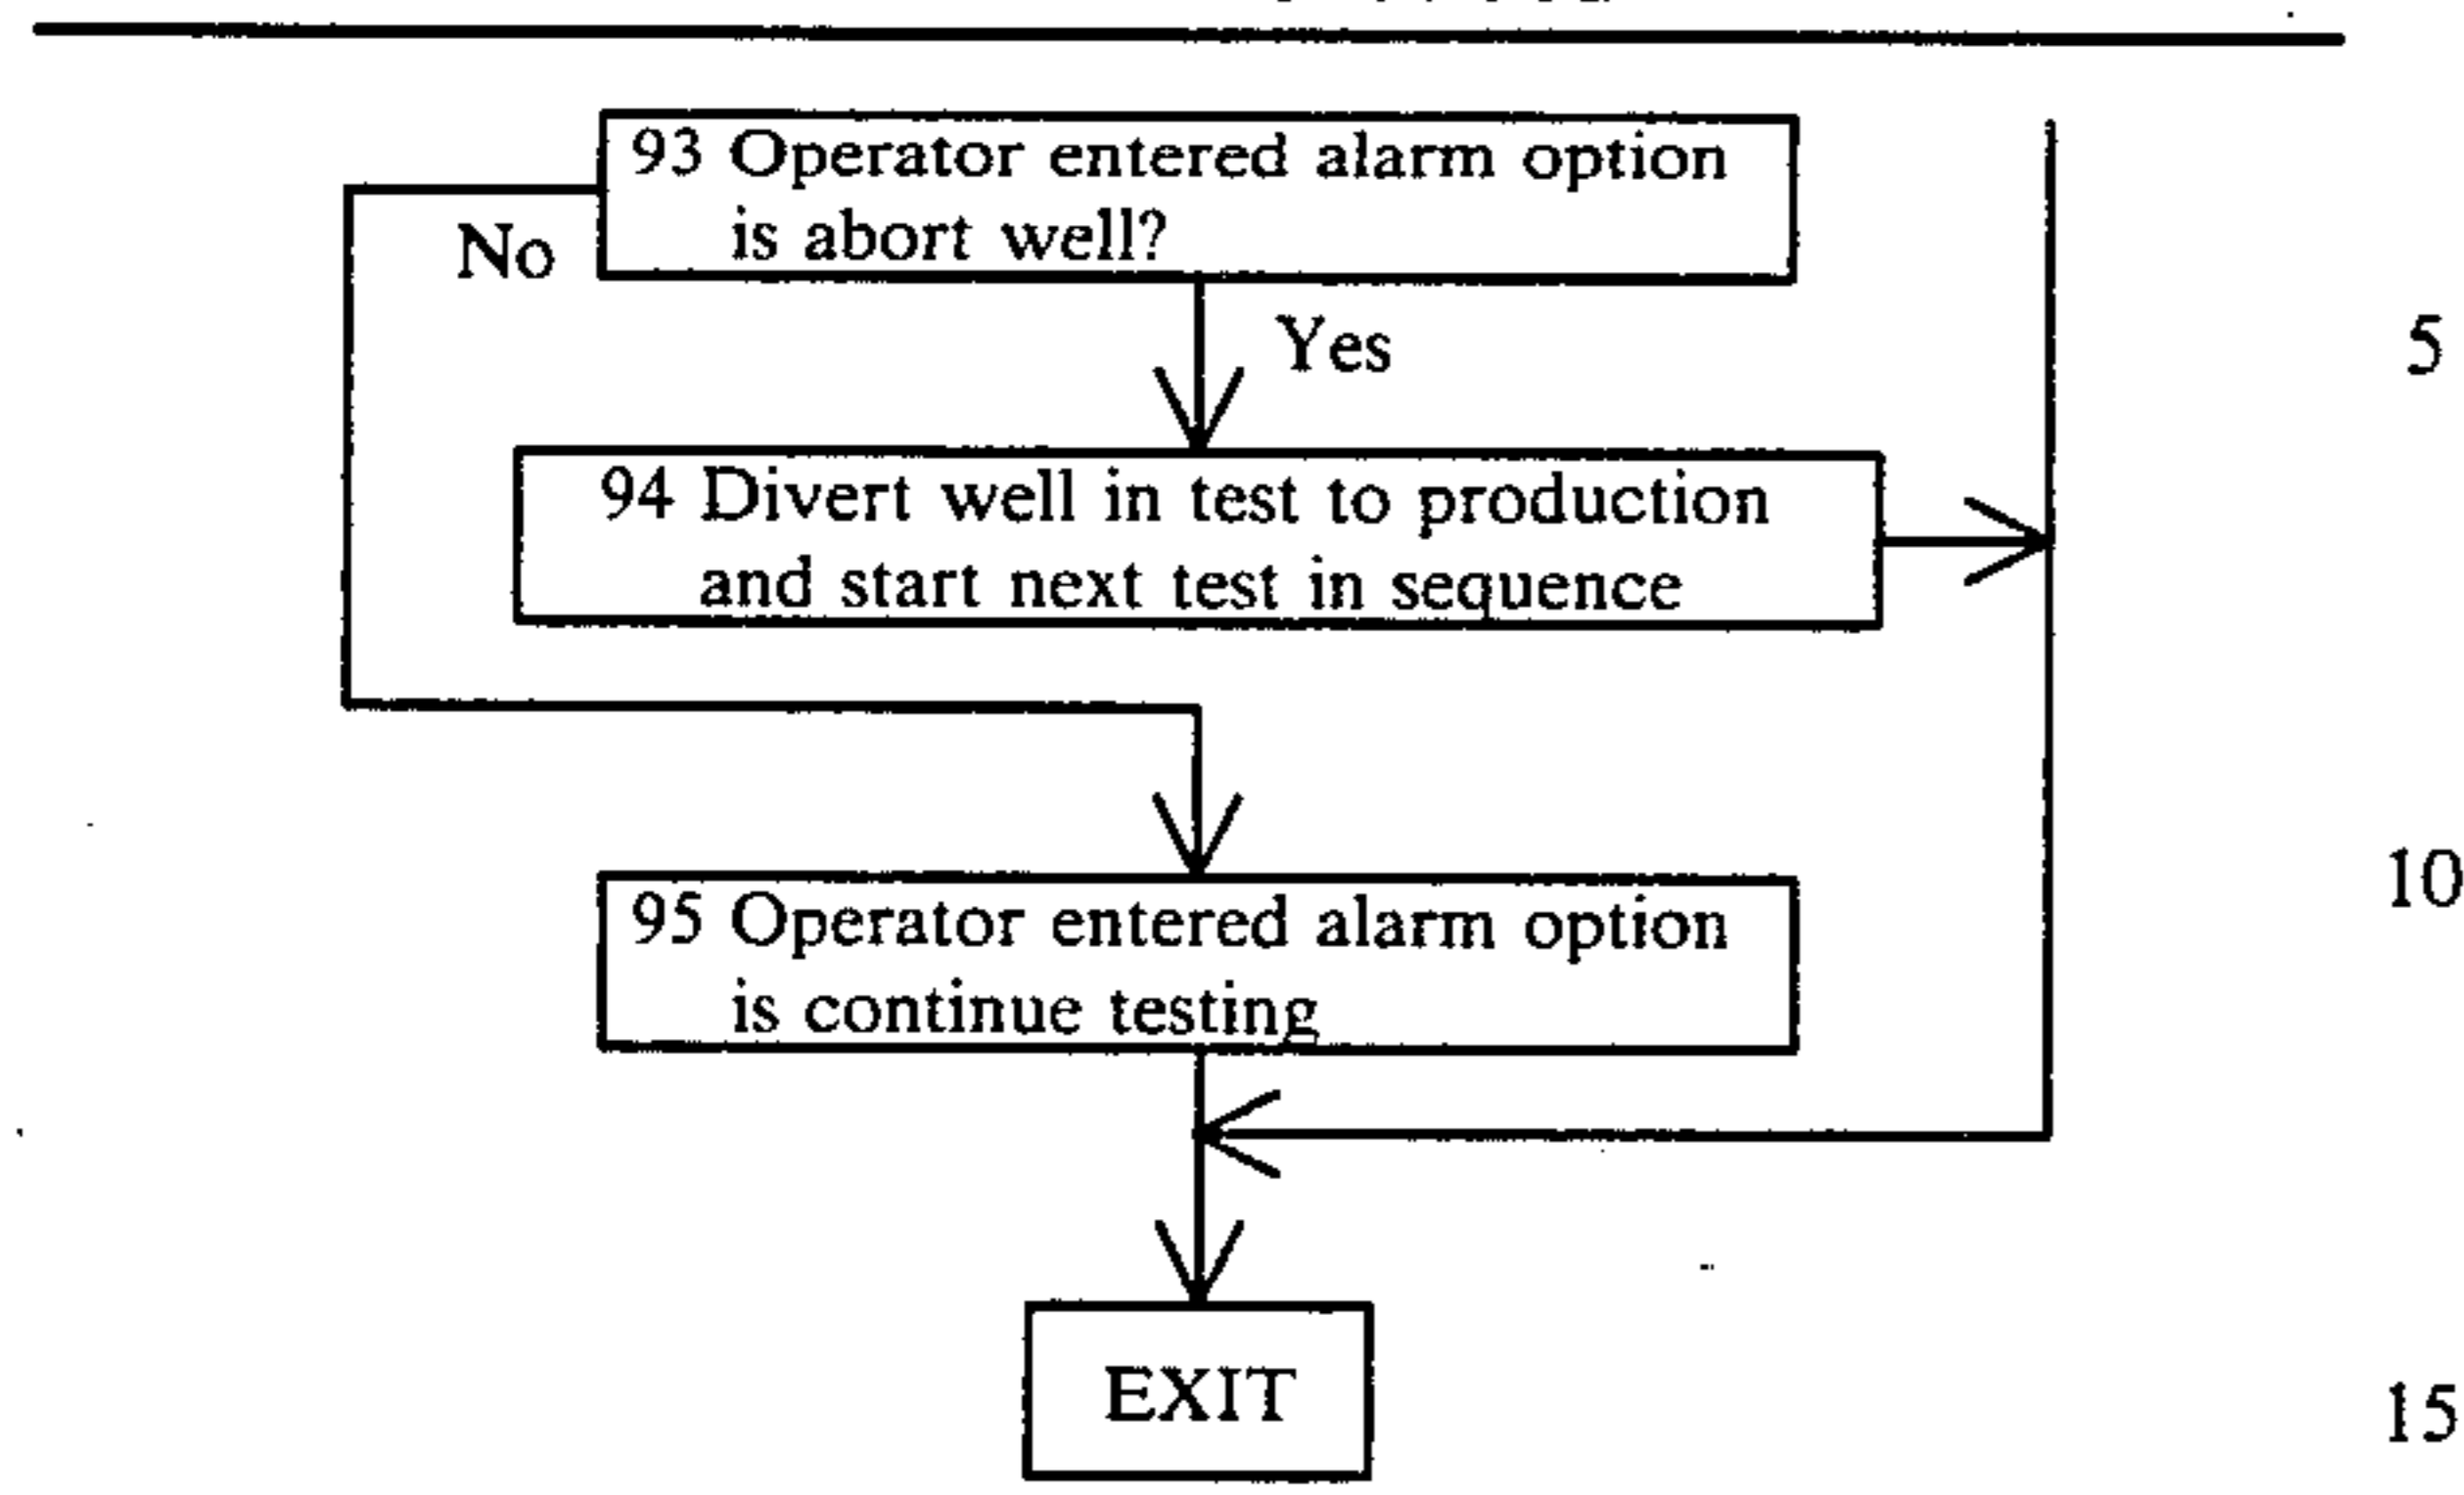 93 Operator entered alarm option
is abort well?
No
Yes
5
94 Divert well in test to production
and start next test in sequence
10
95 Operator entered alarm option
is continue testing
EXIT
15